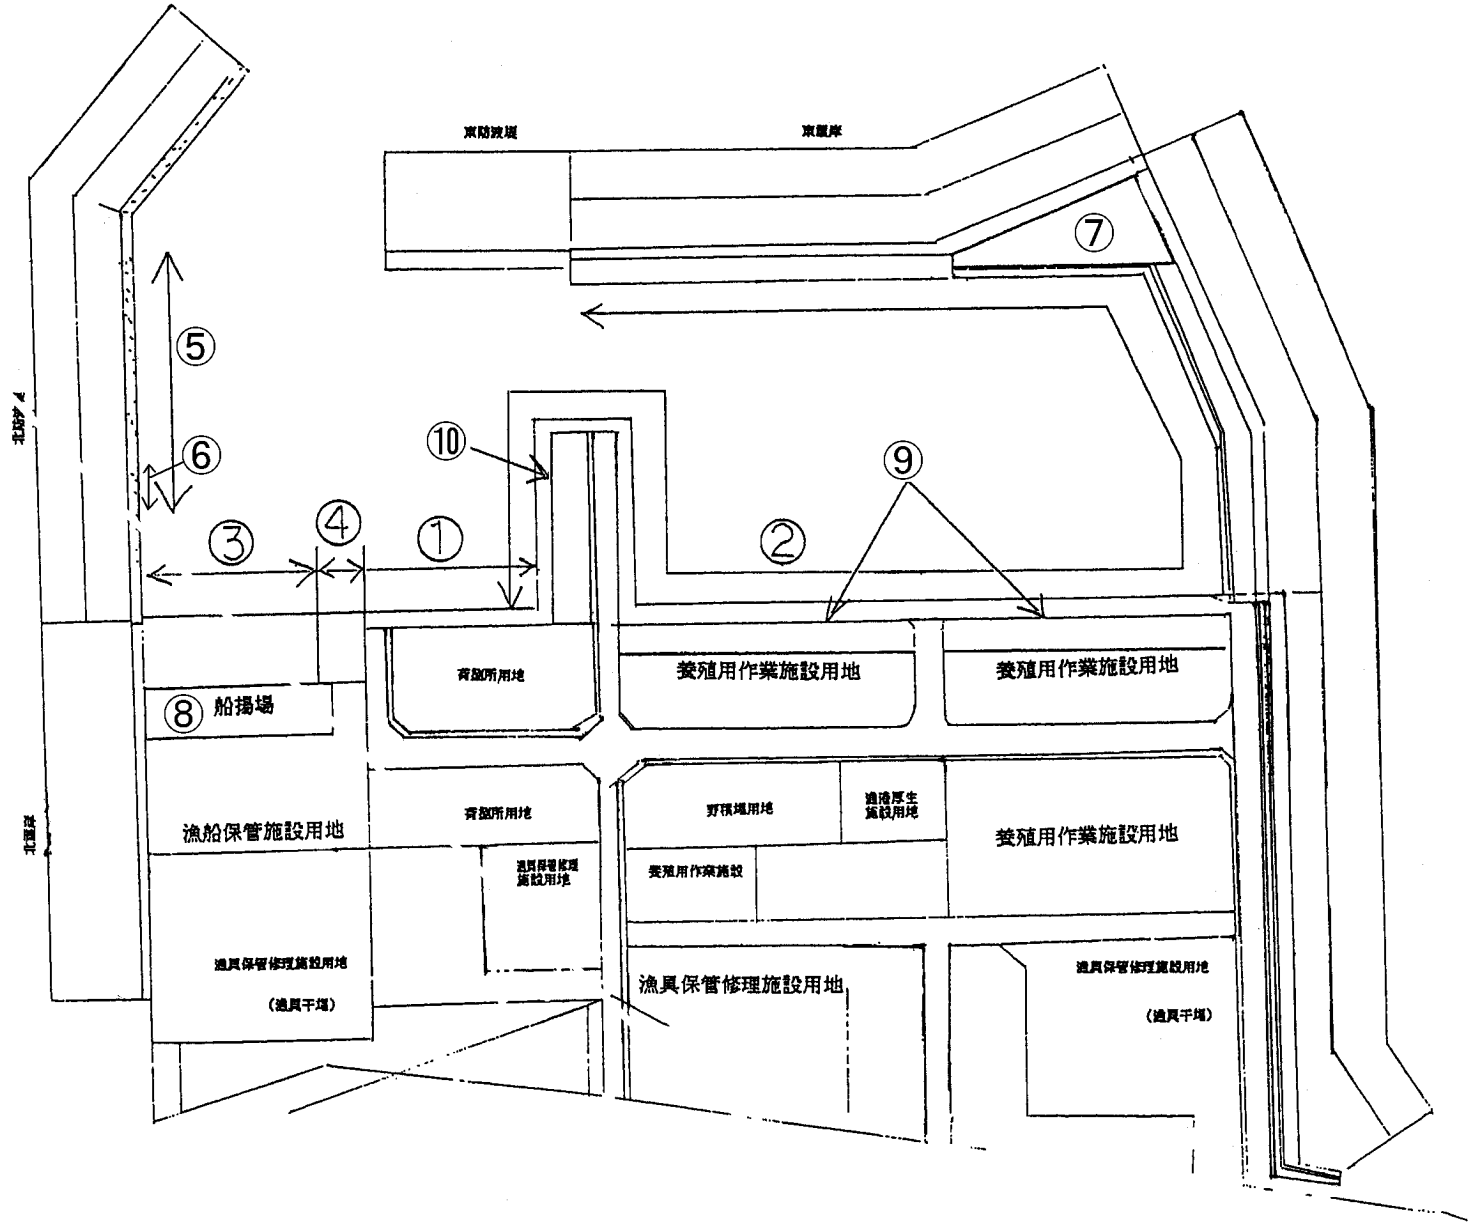 東防波堤
東護岸
⑦
⑤
⑥
⑩
⑨
③
④
①
②
荷捌所用地
養殖用作業施設用地
養殖用作業施設用地
⑧
船揚場
漁船保管施設用地
荷捌所用地
野積場用地
漁港厚生
施設用地
養殖用作業施設用地
北護岸
漁具保管修理
施設用地
養殖用作業施設
漁具保管修理施設用地
(漁具干場)
漁具保管修理施設用地
漁具保管修理施設用地
(漁具干場)